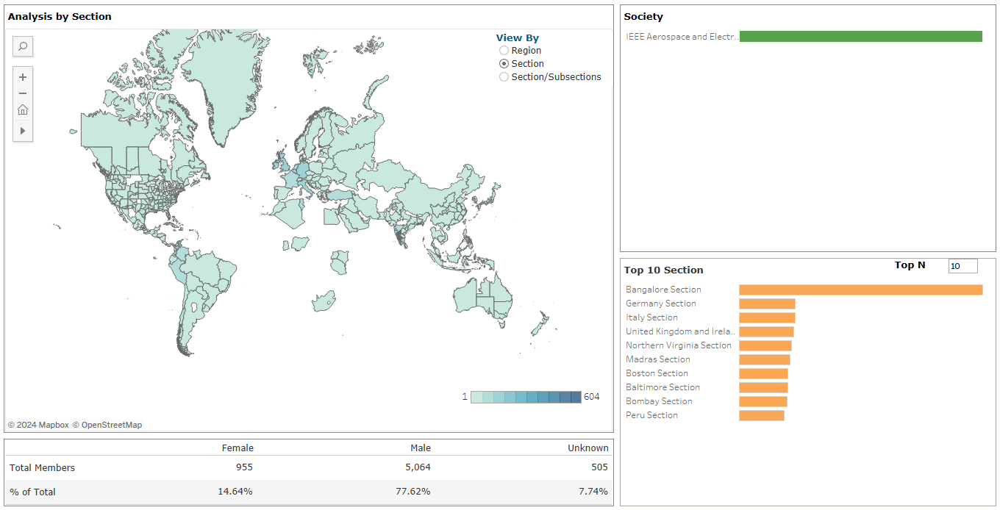 Analysis by Section
View By
Region
Section
Section/Subsections
1
604
© 2024 Mapbox © OpenStreetMap
Female Male Unknown
Total Members 955 5,064 505
% of Total 14.64% 77.62% 7.74%
Society
IEEE Aerospace and Electr..
Top 10 Section
Top N 10
Bangalore Section
Germany Section
Italy Section
United Kingdom and Irela..
Northern Virginia Section
Madras Section
Boston Section
Baltimore Section
Bombay Section
Peru Section